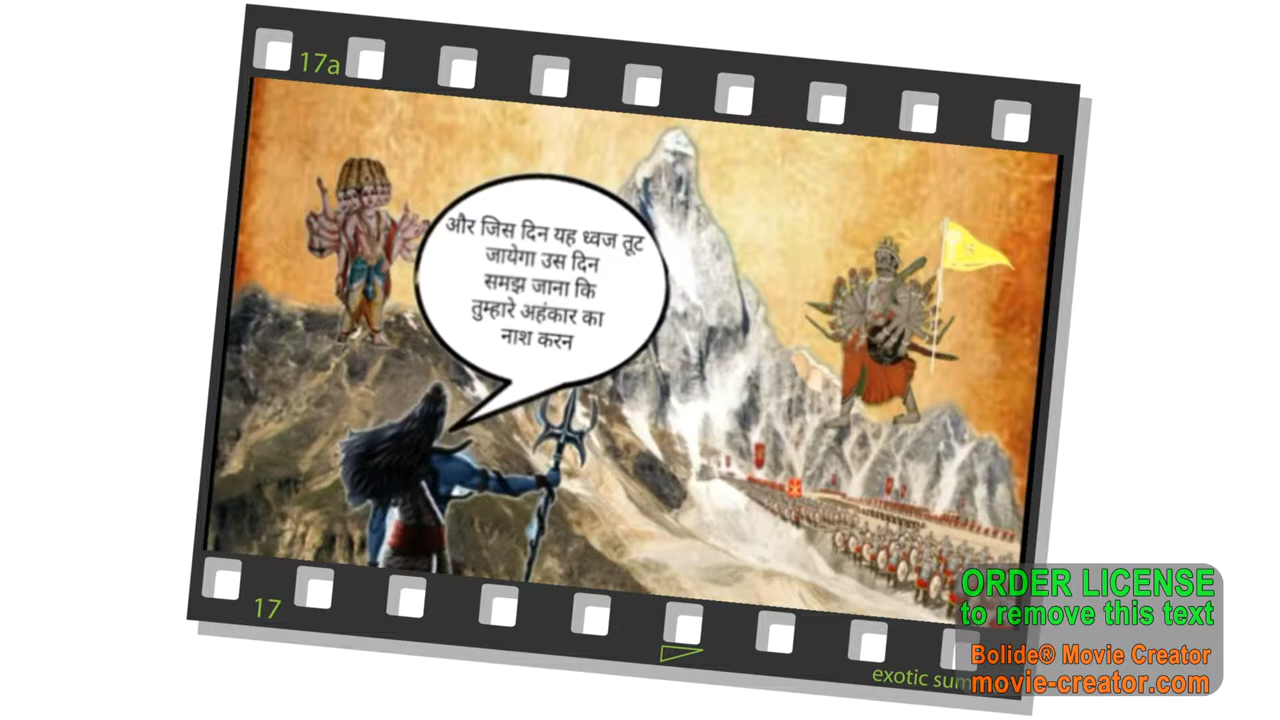 17a
और जिस दिन यह ध्वज तूट
जायेगा उस दिन
समझ जाना कि
तुम्हारे अहंकार का
नाश करन
17
exotic
ORDER LICENSE
to remove this text
Bolide® Movie Creator
movie-creator.com